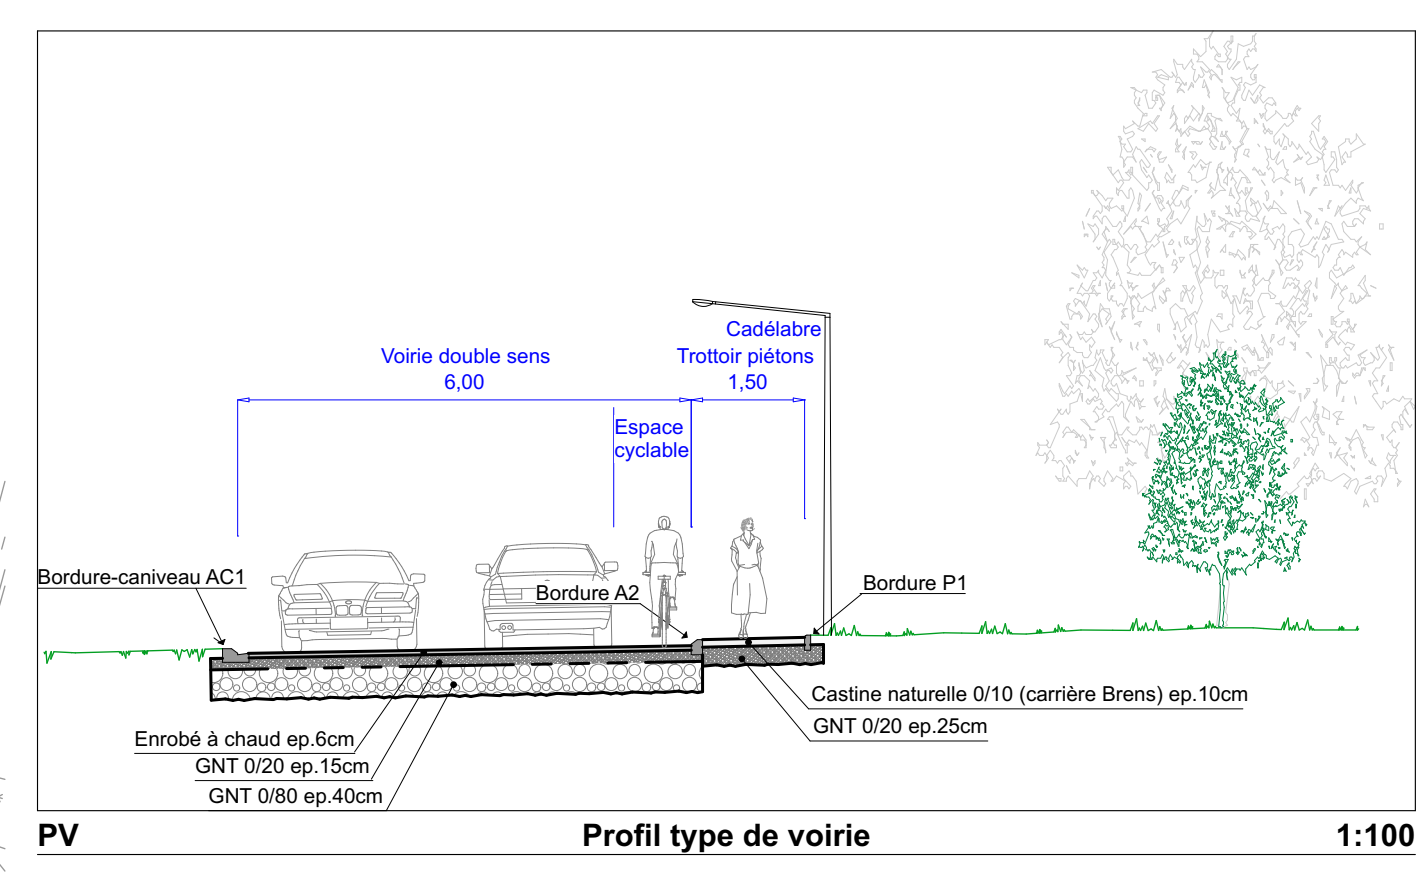 Cadélabre
Voirie double sens
6,00
Trottoir piétons
1,50
Espace
cyclable
Bordure-caniveau AC1
Bordure A2
Bordure P1
Castine naturelle 0/10 (carrière Brens) ep.10cm
GNT 0/20 ep.25cm
Enrobé à chaud ep.6cm
GNT 0/20 ep.15cm
GNT 0/80 ep.40cm
PV
Profil type de voirie
1:100